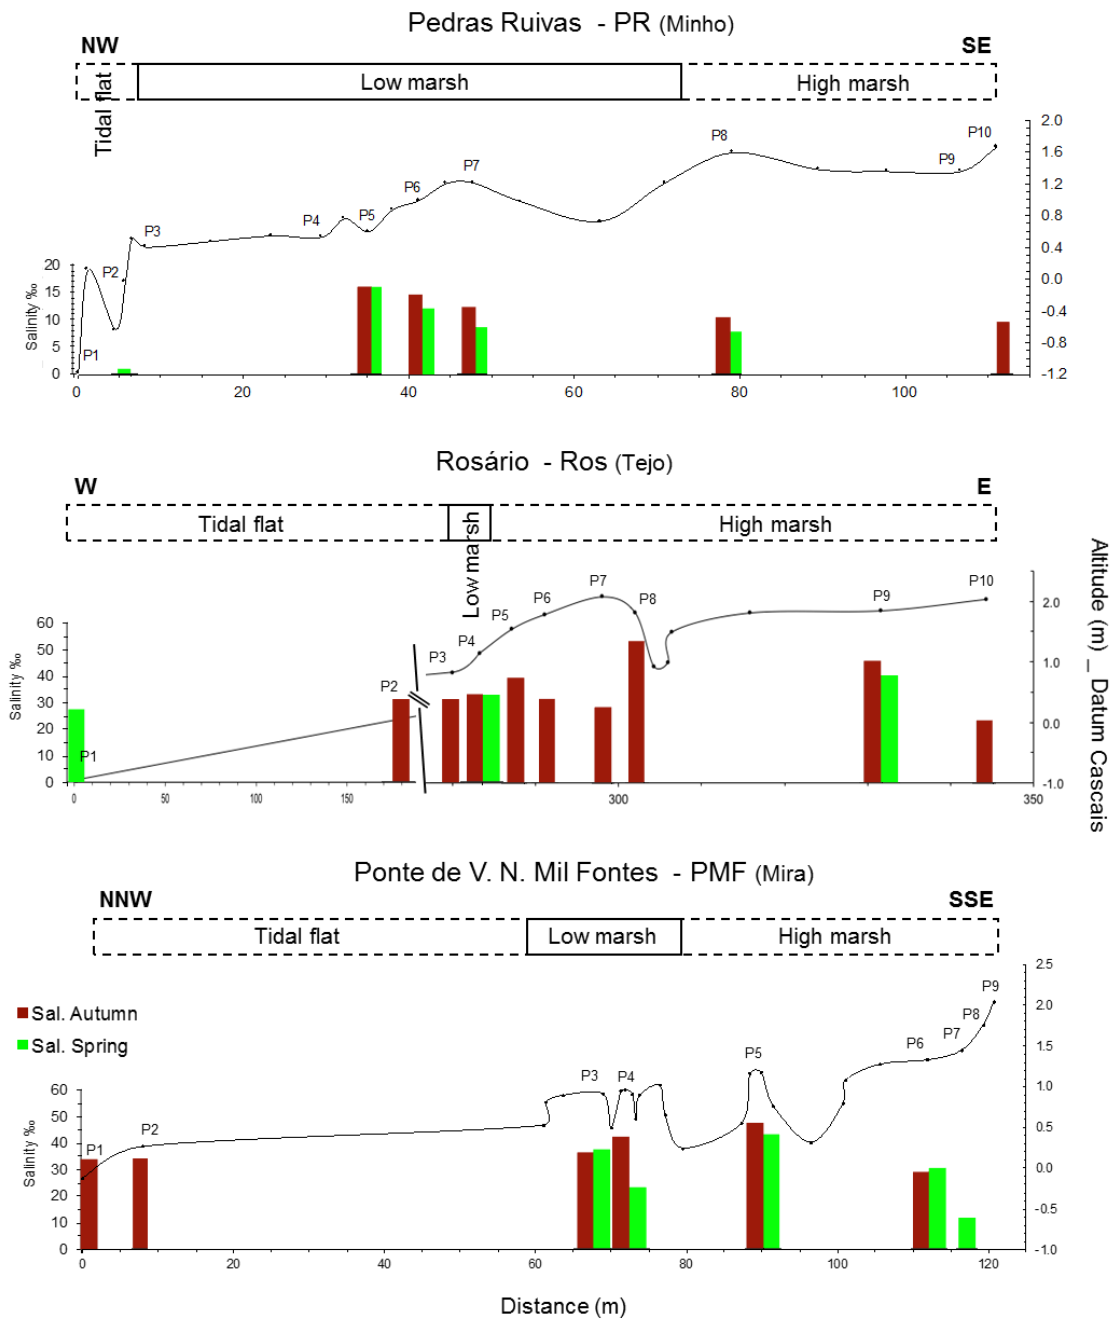 Pedras Ruivas - PR (Minho)
NW
SE
Tidal flat
Low marsh
High marsh
P1
P2
P3
P4
P5
P6
P7
P8
P9
P10
2.0
1.6
1.2
0.8
0.4
0.0
-0.4
-0.6
-0.8
-1.2
Salinity ‰
20
15
10
5
0
0
20
40
60
80
100
Rosário - Ros (Tejo)
W
E
Tidal flat
Low marsh
High marsh
P1
P2
P3
P4
P5
P6
P7
P8
P9
P10
2.0
1.0
0.0
-1.0
Salinity ‰
60
50
40
30
20
10
0
0
50
100
150
300
350
Altitude (m) _ Datum Cascais
Ponte de V. N. Mil Fontes - PMF (Mira)
NNW
SSE
Tidal flat
Low marsh
High marsh
Sal. Autumn
Sal. Spring
P1
P2
P3
P4
P5
P6
P7
P8
P9
2.5
2.0
1.5
1.0
0.5
0.0
-0.5
-1.0
Salinity ‰
60
50
40
30
20
10
0
0
20
40
60
80
100
120
Distance (m)